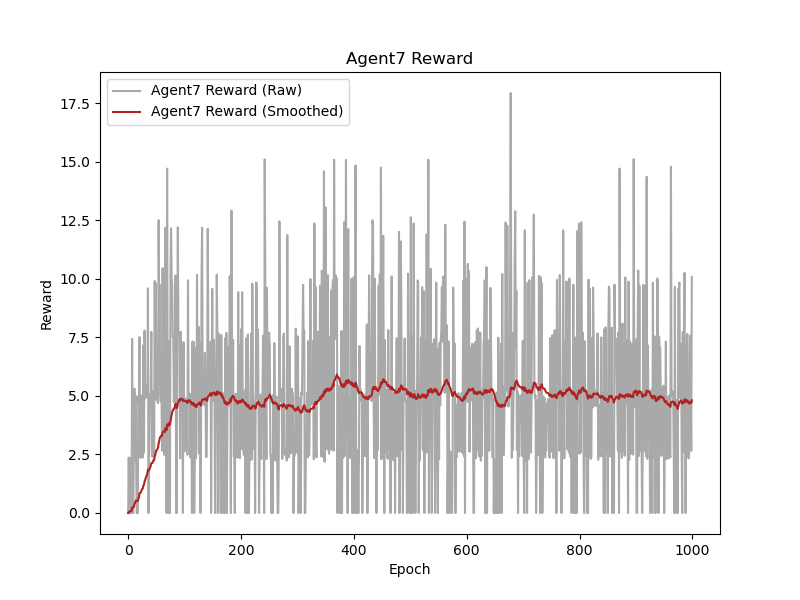 Agent7 Reward
Agent7 Reward (Raw)
Agent7 Reward (Smoothed)
17.5
15.0
12.5
10.0
7.5
5.0
2.5
0.0
Reward
0 200 400 600 800 1000
Epoch